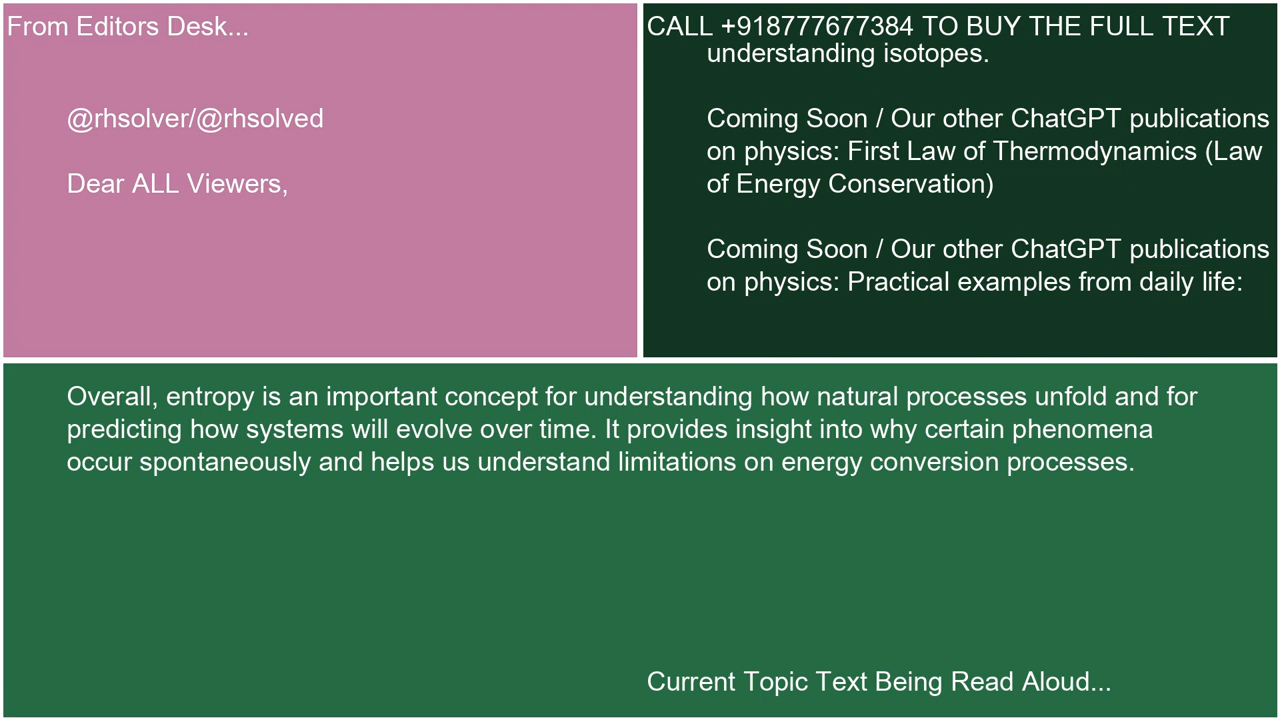 From Editors Desk...
@rhsolver/@rhsolved
Dear ALL Viewers,
CALL +918777677384 TO BUY THE FULL TEXT
understanding isotopes.
Coming Soon / Our other ChatGPT publications
on physics: First Law of Thermodynamics (Law
of Energy Conservation)
Coming Soon / Our other ChatGPT publications
on physics: Practical examples from daily life:
Overall, entropy is an important concept for understanding how natural processes unfold and for
predicting how systems will evolve over time. It provides insight into why certain phenomena
occur spontaneously and helps us understand limitations on energy conversion processes.
Current Topic Text Being Read Aloud...